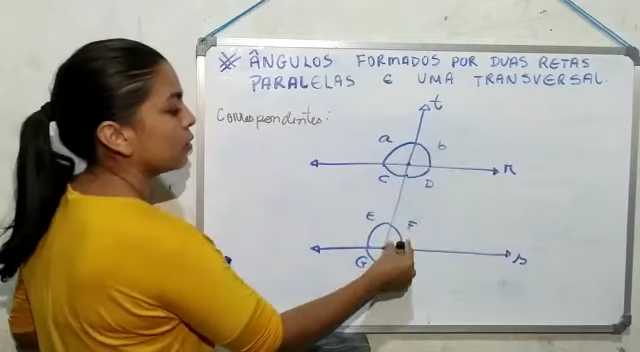 ※ ÂNGULOS FORMADOS POR DUAS RETAS
PARALELAS E UMA TRANSVERSAL.
Correspondentes:
t
a b
C D r
E F
G s